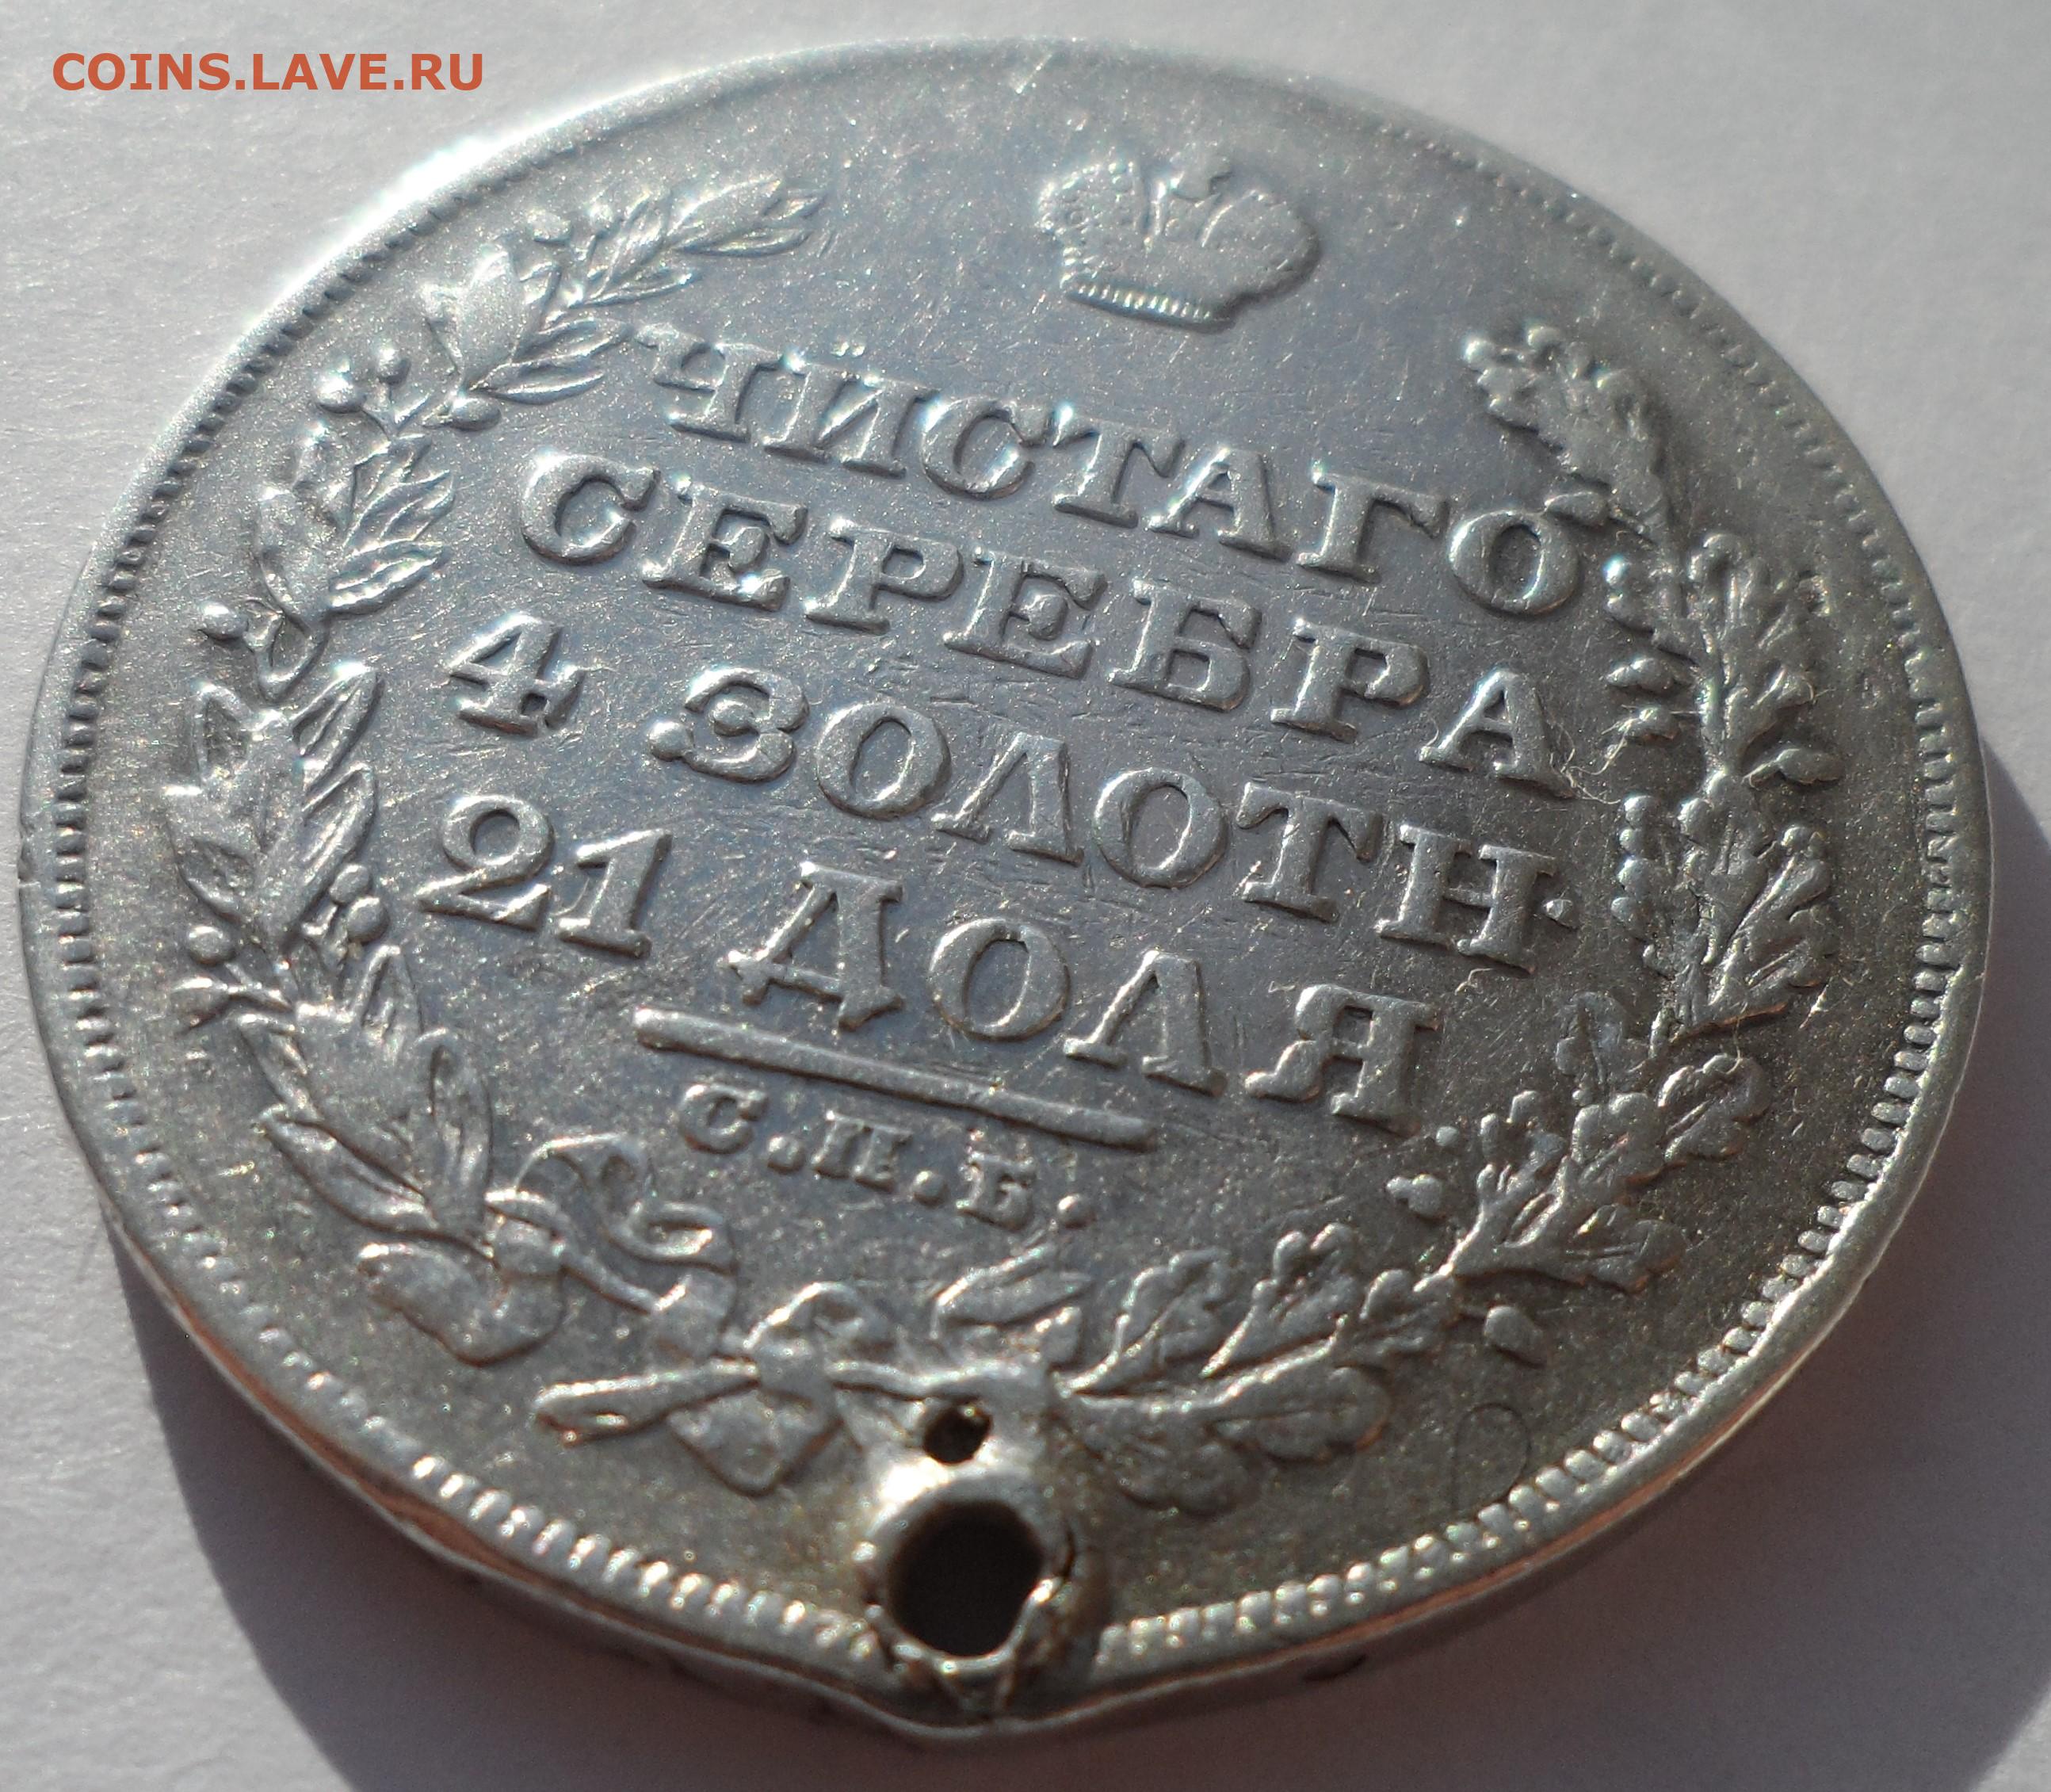 COINS.LAVE.RU
ЧИСТАГО
СЕРЕБРА
4 ЗОЛОТН.
21 ДОЛЯ
С.П.Б.